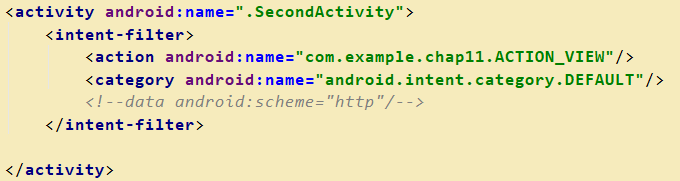 <activity android:name=".SecondActivity">
<intent-filter>
<action android:name="com.example.chap11.ACTION_VIEW"/>
<category android:name="android.intent.category.DEFAULT"/>
<!--data android:scheme="http"/-->
</intent-filter>
</activity>